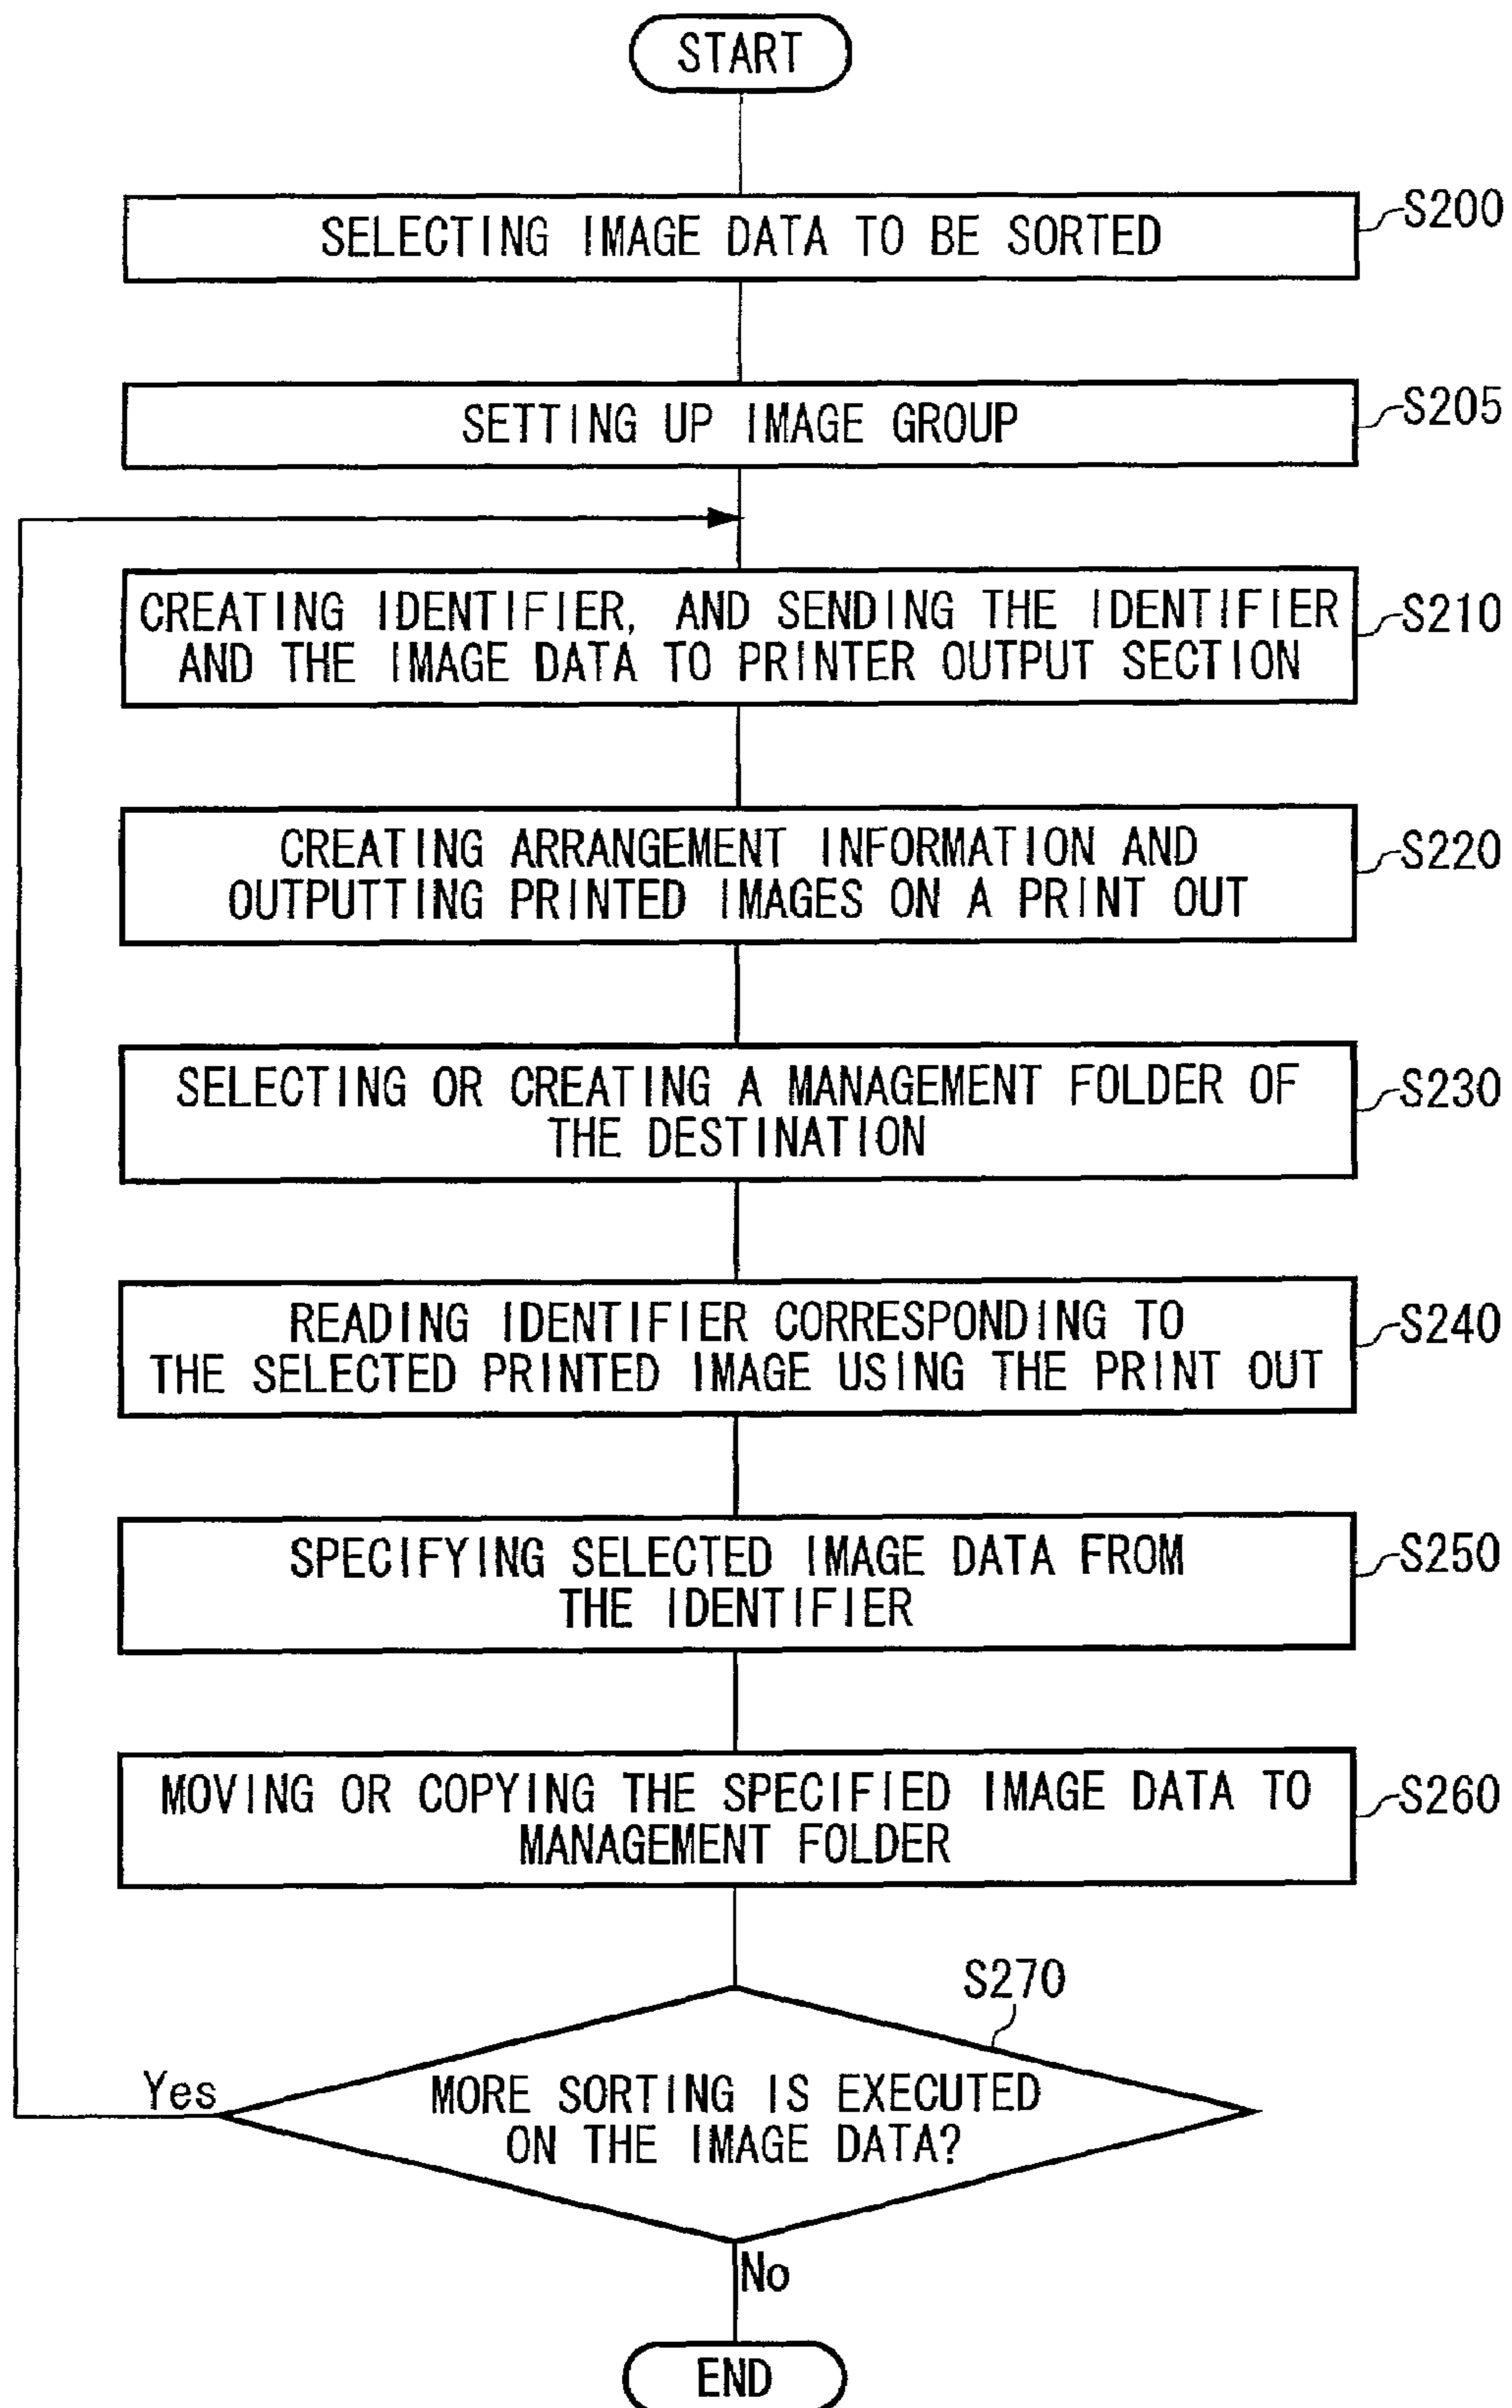 START
SELECTING IMAGE DATA TO BE SORTED
S200
SETTING UP IMAGE GROUP
S205
CREATING IDENTIFIER, AND SENDING THE IDENTIFIER
AND THE IMAGE DATA TO PRINTER OUTPUT SECTION
S210
CREATING ARRANGEMENT INFORMATION AND
OUTPUTTING PRINTED IMAGES ON A PRINT OUT
S220
SELECTING OR CREATING A MANAGEMENT FOLDER OF
THE DESTINATION
S230
READING IDENTIFIER CORRESPONDING TO
THE SELECTED PRINTED IMAGE USING THE PRINT OUT
S240
SPECIFYING SELECTED IMAGE DATA FROM
THE IDENTIFIER
S250
MOVING OR COPYING THE SPECIFIED IMAGE DATA TO
MANAGEMENT FOLDER
S260
S270
MORE SORTING IS EXECUTED
ON THE IMAGE DATA?
Yes
No
END